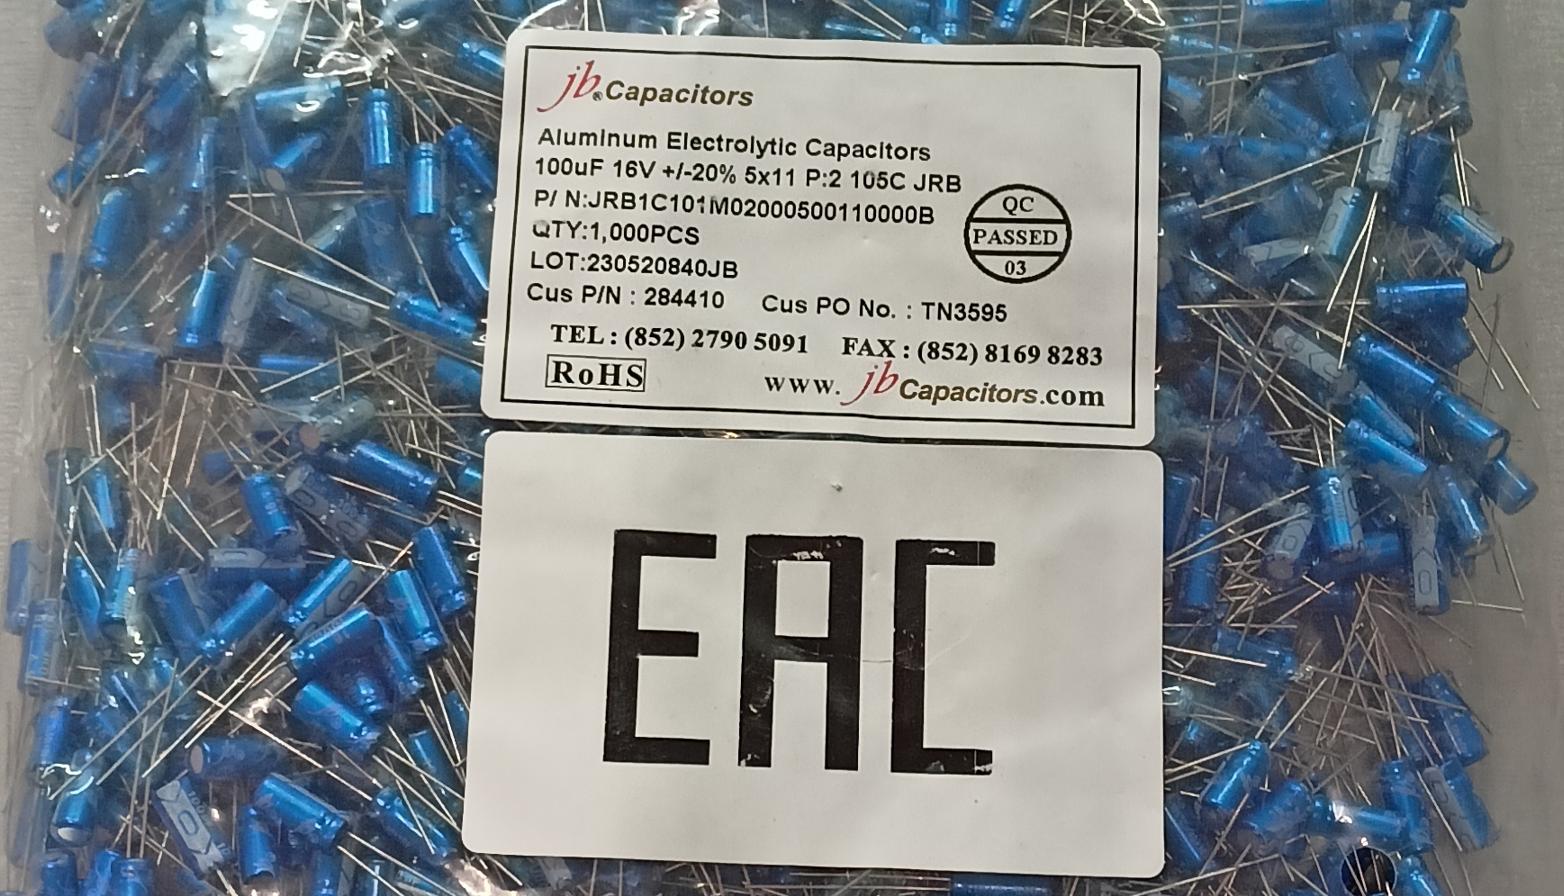 jb® Capacitors
Aluminum Electrolytic Capacitors
100uF 16V +/-20% 5x11 P:2 105C JRB
P/ N:JRB1C101M02000500110000B
QTY:1,000PCS
LOT:230520840JB
Cus P/N : 284410 Cus PO No. : TN3595
QC
PASSED
03
TEL : (852) 2790 5091 FAX : (852) 8169 8283
RoHS www. jbCapacitors.com
EAC